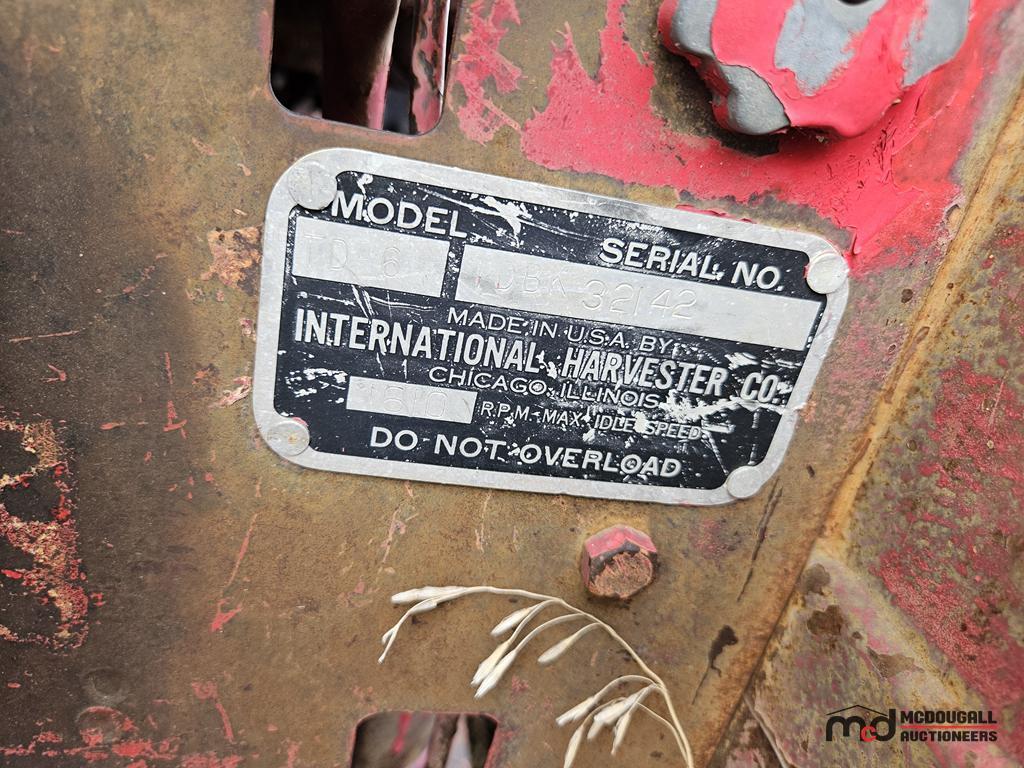 MODEL SERIAL NO.
TD 6 TDBK 32142
MADE IN U.S.A. BY
INTERNATIONAL HARVESTER CO.
CHICAGO, ILLINOIS
1610 R.P.M. MAX. IDLE SPEED
DO NOT OVERLOAD
mcd MCDOUGALL
AUCTIONEERS